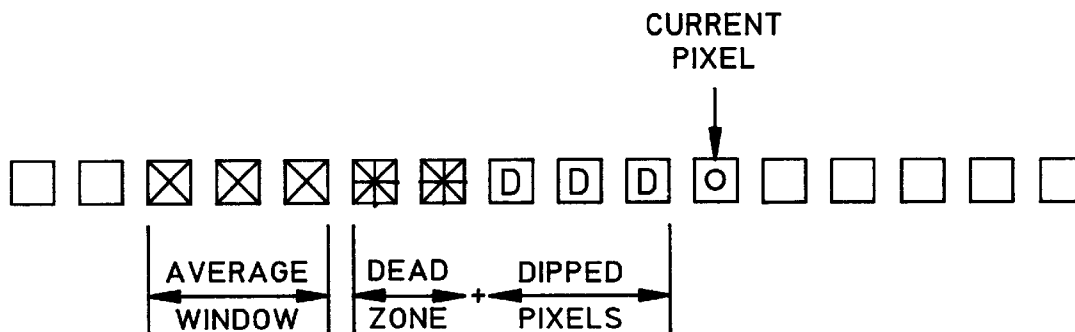 CURRENT
PIXEL
D D D O
AVERAGE DEAD DIPPED
+
WINDOW ZONE PIXELS